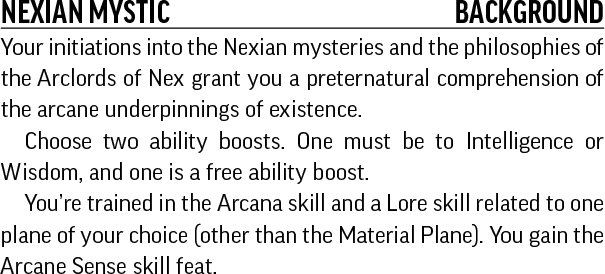 NEXIAN MYSTIC BACKGROUND
Your initiations into the Nexian mysteries and the philosophies of
the Arclords of Nex grant you a preternatural comprehension of
the arcane underpinnings of existence.
Choose two ability boosts. One must be to Intelligence or
Wisdom, and one is a free ability boost.
You’re trained in the Arcana skill and a Lore skill related to one
plane of your choice (other than the Material Plane). You gain the
Arcane Sense skill feat.